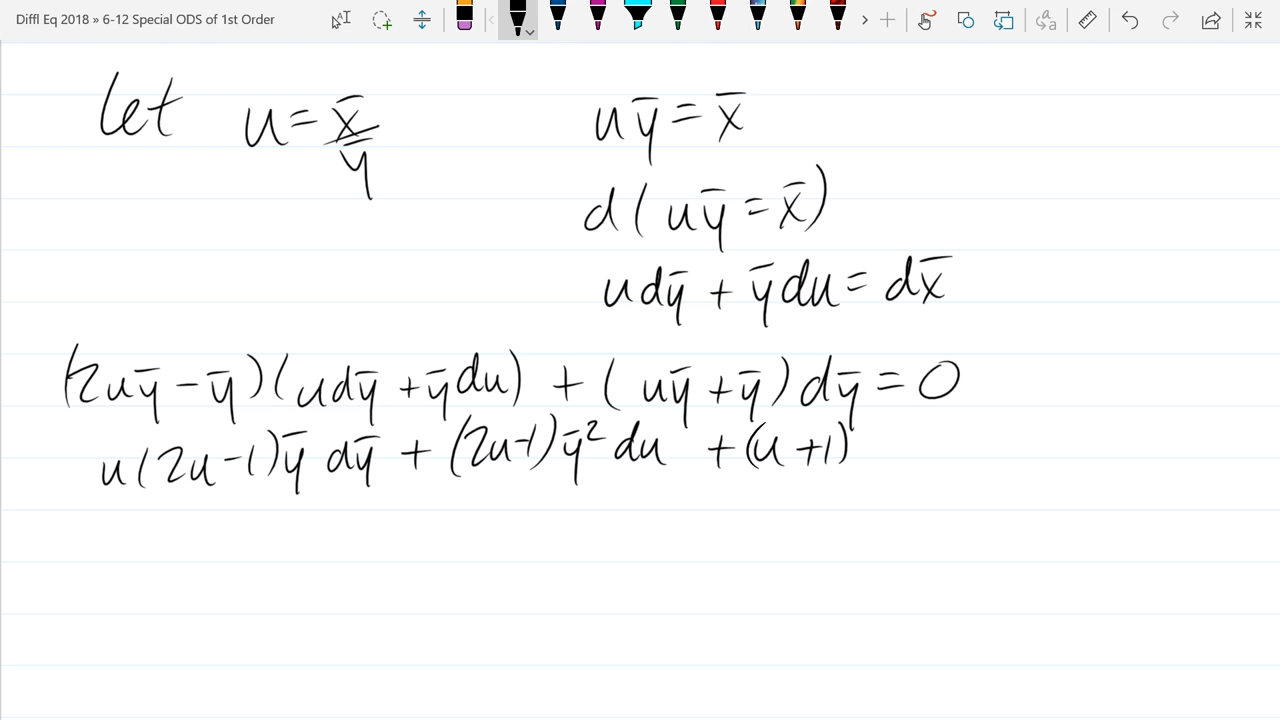 Diffl Eq 2018 » 6-12 Special ODS of 1st Order
let u = x̄/ȳ
uȳ = x̄
d(uȳ = x̄)
udȳ + ȳdu = dx̄
(2uȳ - ȳ)(udȳ + ȳdu) + (uȳ + ȳ)dȳ = 0
u(2u-1)ȳ dȳ + (2u-1)ȳ² du + (u+1)